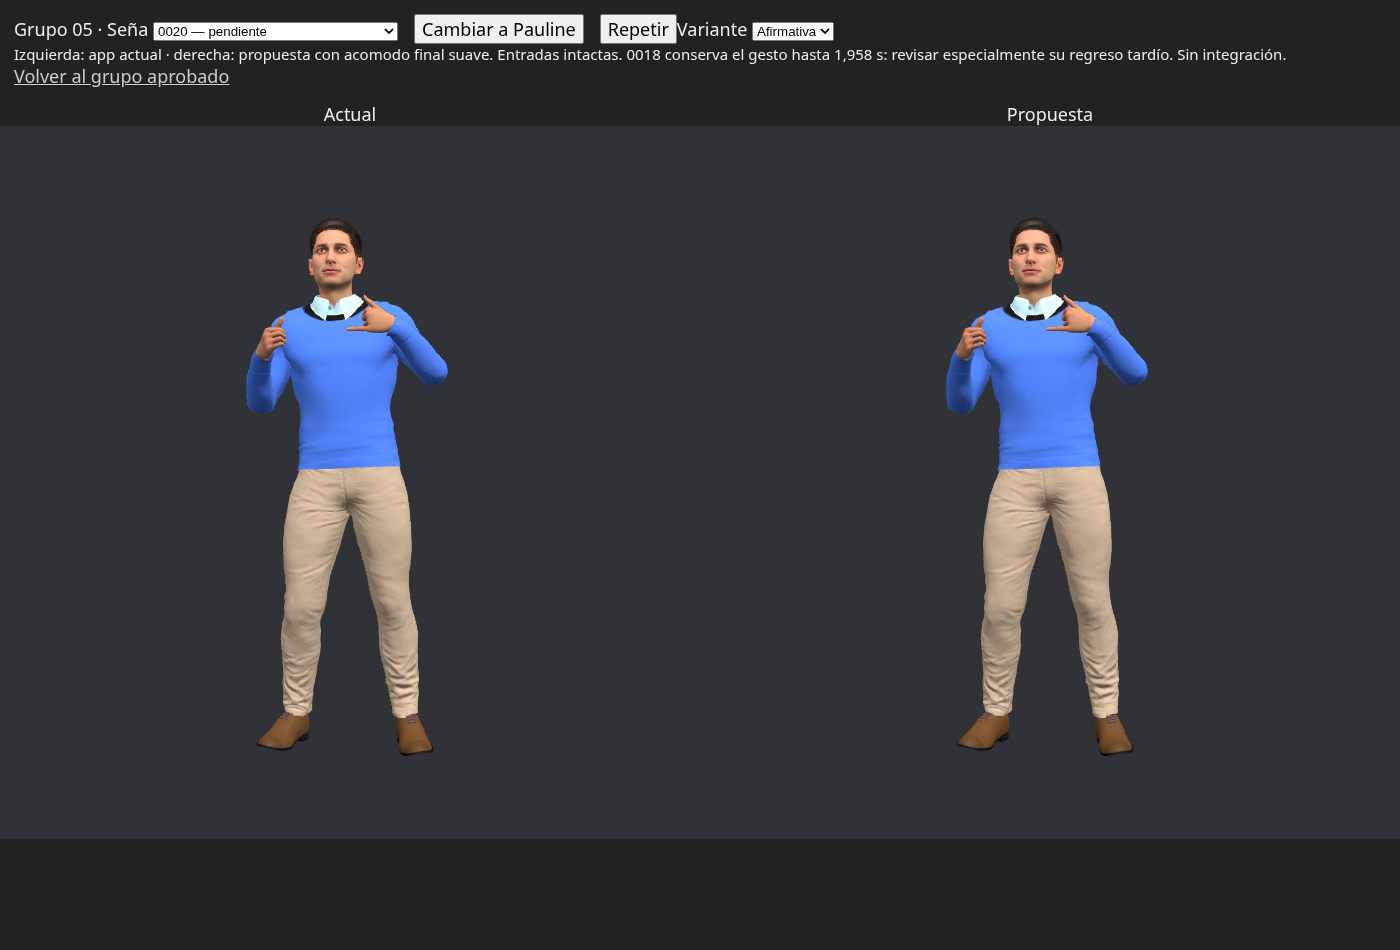 Grupo 05 · Seña 0020 — pendiente Cambiar a Pauline Repetir Variante Afirmativa
Izquierda: app actual · derecha: propuesta con acomodo final suave. Entradas intactas. 0018 conserva el gesto hasta 1,958 s: revisar especialmente su regreso tardío. Sin integración.
Volver al grupo aprobado
Actual Propuesta